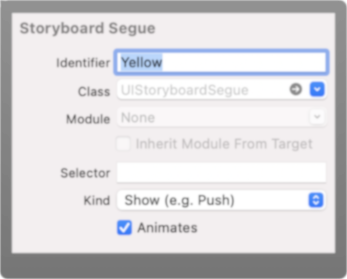 Storyboard Segue
Identifier Yellow
Class UIStoryboardSegue
Module None
Inherit Module From Target
Selector
Kind Show (e.g. Push)
Animates